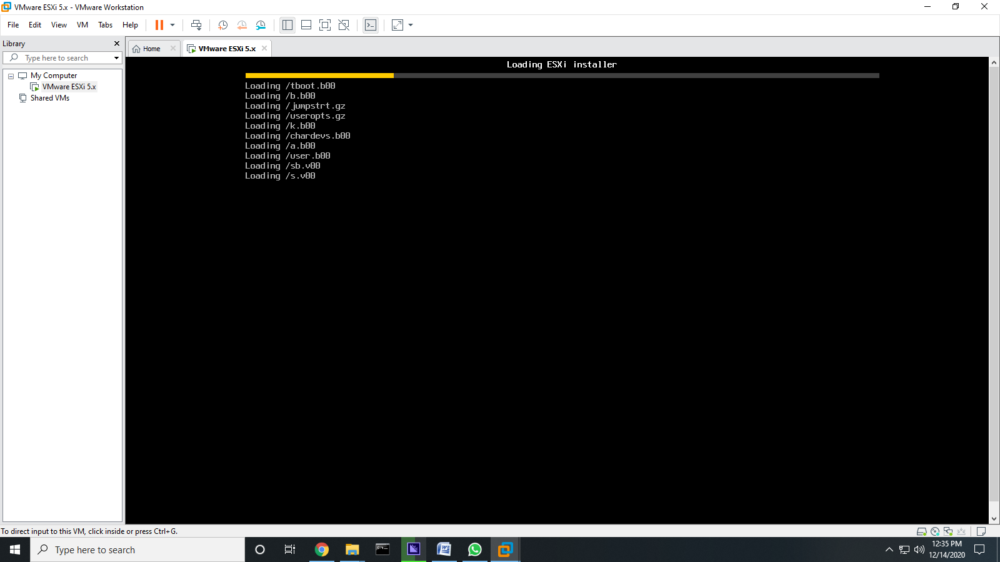 VMware ESXi 5.x - VMware Workstation
File Edit View VM Tabs Help
Library
Type here to search
My Computer
VMware ESXi 5.x
Shared VMs
Home
VMware ESXi 5.x
Loading ESXi installer
Loading /tboot.b00
Loading /b.b00
Loading /jumpstrt.gz
Loading /useropts.gz
Loading /k.b00
Loading /chardevs.b00
Loading /a.b00
Loading /user.b00
Loading /sb.v00
Loading /s.v00
To direct input to this VM, click inside or press Ctrl+G.
Type here to search
12:35 PM
12/14/2020